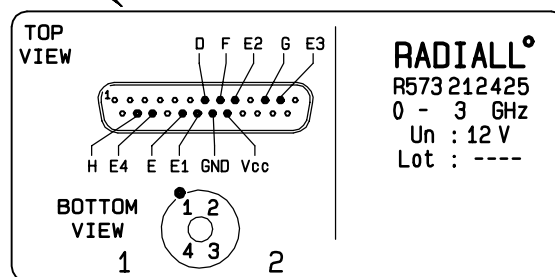 TOP
VIEW
D F E2 G E3
1
H E4 E E1 GND Vcc
BOTTOM
VIEW
1 2
4 3
1 2
RADIALL°
R573 212425
0 - 3 GHz
Un : 12 V
Lot : ----